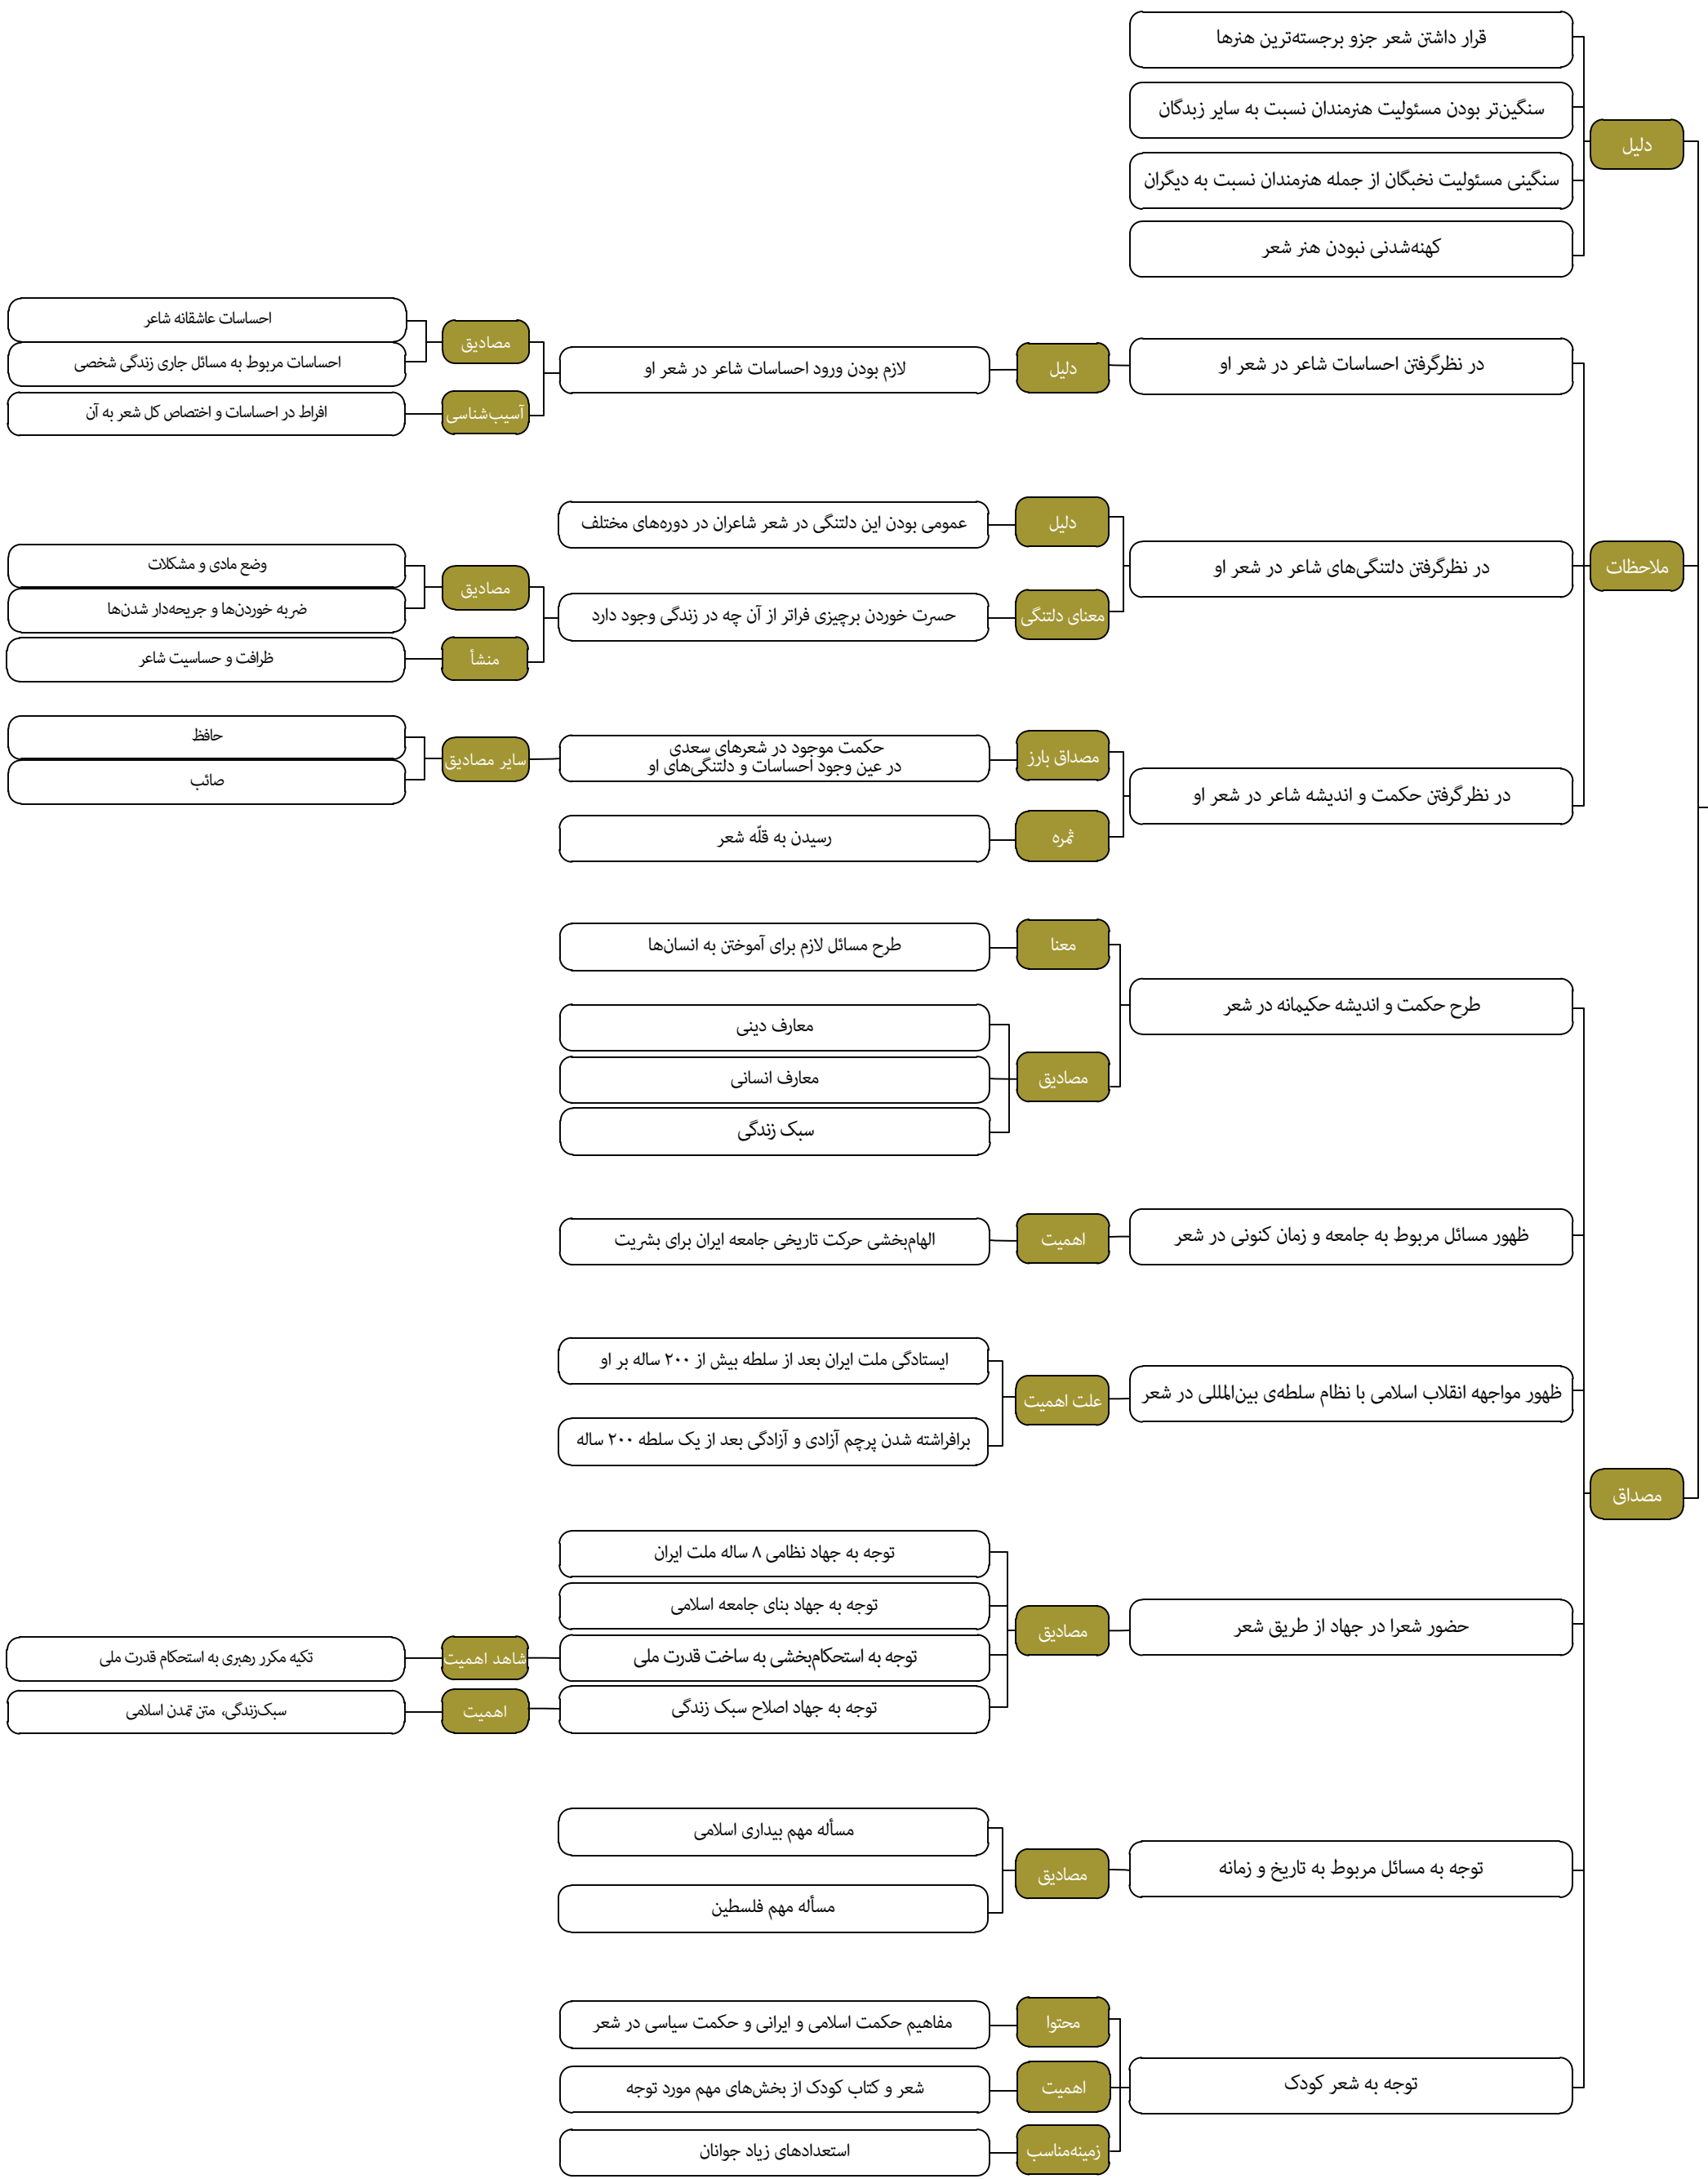 دلیل
قرار داشتن شعر جزو برجسته‌ترین هنرها
سنگین‌تر بودن مسئولیت هنرمندان نسبت به سایر زبدگان
سنگینی مسئولیت نخبگان از جمله هنرمندان نسبت به دیگران
کهنه‌شدنی نبودن هنر شعر
ملاحظات
در نظرگرفتن احساسات شاعر در شعر او
دلیل
لازم بودن ورود احساسات شاعر در شعر او
مصادیق
احساسات عاشقانه شاعر
احساسات مربوط به مسائل جاری زندگی شخصی
آسیب‌شناسی
افراط در احساسات و اختصاص کل شعر به آن
در نظرگرفتن دلتنگی‌های شاعر در شعر او
دلیل
عمومی بودن این دلتنگی در شعر شاعران در دوره‌های مختلف
معنای دلتنگی
حسرت خوردن برچیزی فراتر از آن چه در زندگی وجود دارد
مصادیق
وضع مادی و مشکلات
ضربه خوردن‌ها و جریحه‌دار شدن‌ها
منشأ
ظرافت و حساسیت شاعر
در نظرگرفتن حکمت و اندیشه شاعر در شعر او
مصداق بارز
حکمت موجود در شعرهای سعدی
در عین وجود احساسات و دلتنگی‌های او
سایر مصادیق
حافظ
صائب
ثمره
رسیدن به قلّه شعر
مصداق
طرح حکمت و اندیشه حکیمانه در شعر
معنا
طرح مسائل لازم برای آموختن به انسان‌ها
مصادیق
معارف دینی
معارف انسانی
سبک زندگی
ظهور مسائل مربوط به جامعه و زمان کنونی در شعر
اهمیت
الهام‌بخشی حرکت تاریخی جامعه ایران برای بشریت
ظهور مواجهه انقلاب اسلامی با نظام سلطه‌ی بین‌المللی در شعر
علت اهمیت
ایستادگی ملت ایران بعد از سلطه بیش از ۲۰۰ ساله بر او
برافراشته شدن پرچم آزادی و آزادگی بعد از یک سلطه ۲۰۰ ساله
حضور شعرا در جهاد از طریق شعر
مصادیق
توجه به جهاد نظامی ۸ ساله ملت ایران
توجه به جهاد بنای جامعه اسلامی
توجه به استحکام‌بخشی به ساخت قدرت ملی
شاهد اهمیت
تکیه مکرر رهبری به استحکام قدرت ملی
توجه به جهاد اصلاح سبک زندگی
اهمیت
سبک‌زندگی، متن تمدن اسلامی
توجه به مسائل مربوط به تاریخ و زمانه
مصادیق
مسأله مهم بیداری اسلامی
مسأله مهم فلسطین
توجه به شعر کودک
محتوا
مفاهیم حکمت اسلامی و ایرانی و حکمت سیاسی در شعر
اهمیت
شعر و کتاب کودک از بخش‌های مهم مورد توجه
زمینه‌مناسب
استعدادهای زیاد جوانان